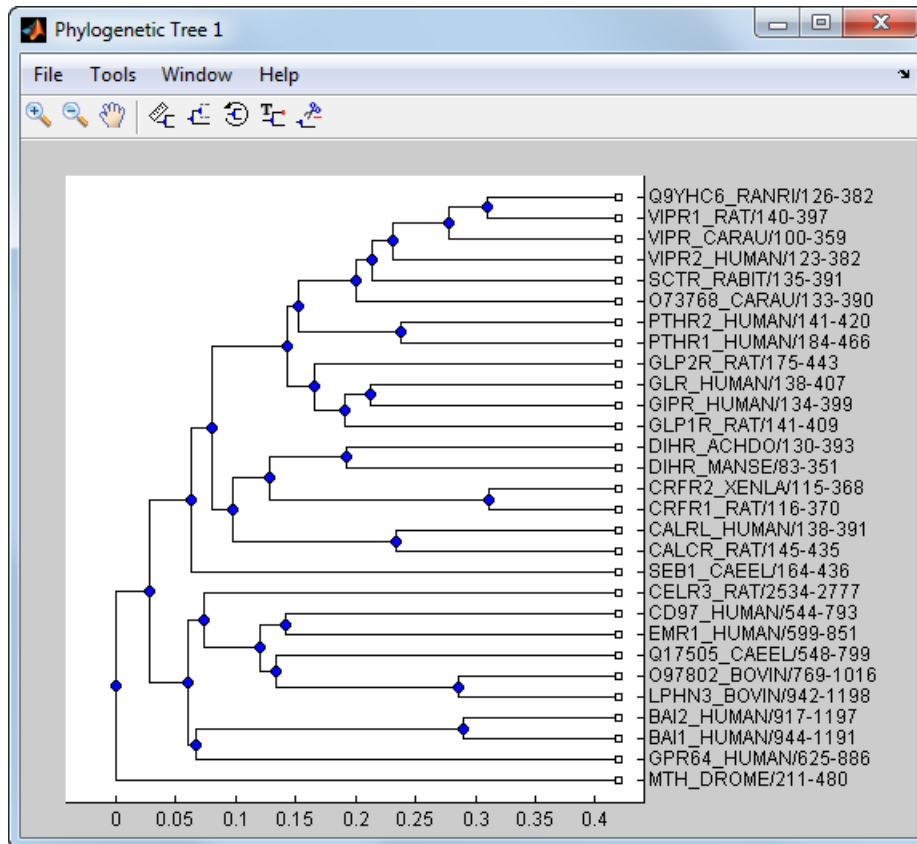 Phylogenetic Tree 1
File Tools Window Help
Q9YHC6_RANRI/126-382
VIPR1_RAT/140-397
VIPR_CARAU/100-359
VIPR2_HUMAN/123-382
SCTR_RABIT/135-391
O73768_CARAU/133-390
PTHR2_HUMAN/141-420
PTHR1_HUMAN/184-466
GLP2R_RAT/175-443
GLR_HUMAN/138-407
GIPR_HUMAN/134-399
GLP1R_RAT/141-409
DIHR_ACHDO/130-393
DIHR_MANSE/83-351
CRFR2_XENLA/115-368
CRFR1_RAT/116-370
CALRL_HUMAN/138-391
CALCR_RAT/145-435
SEB1_CAEEL/164-436
CELR3_RAT/2534-2777
CD97_HUMAN/544-793
EMR1_HUMAN/599-851
Q17505_CAEEL/548-799
O97802_BOVIN/769-1016
LPHN3_BOVIN/942-1198
BAI2_HUMAN/917-1197
BAI1_HUMAN/944-1191
GPR64_HUMAN/625-886
MTH_DROME/211-480
0 0.05 0.1 0.15 0.2 0.25 0.3 0.35 0.4